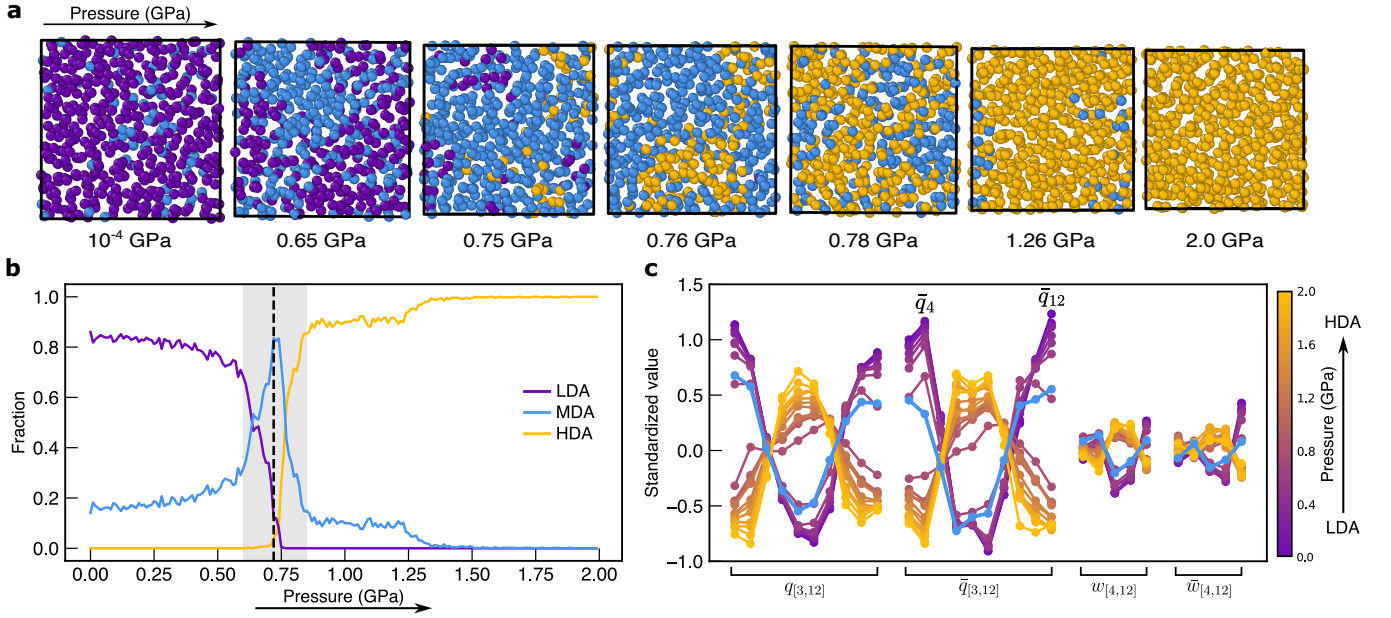 a
Pressure (GPa)
10⁻⁴ GPa
0.65 GPa
0.75 GPa
0.76 GPa
0.78 GPa
1.26 GPa
2.0 GPa
b
Fraction
1.0
0.8
0.6
0.4
0.2
0.0
LDA
MDA
HDA
0.00
0.25
0.50
0.75
1.00
1.25
1.50
1.75
2.00
Pressure (GPa)
c
Standardized value
1.5
1.0
0.5
0.0
−0.5
−1.0
q̄₄
q̄₁₂
q[3,12]
q̄[3,12]
w[4,12]
w̄[4,12]
2.0
1.6
1.2
0.8
0.4
0.0
Pressure (GPa)
HDA
LDA